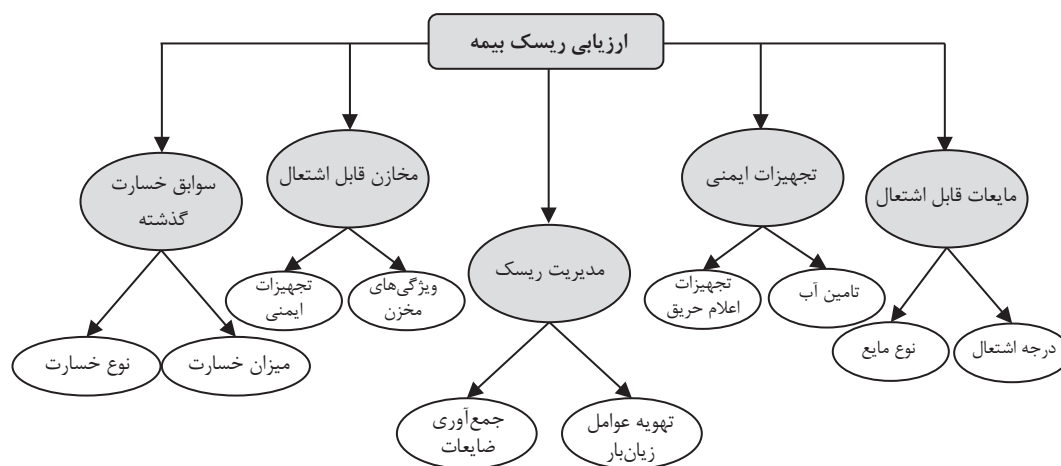 ارزیابی ریسک بیمه
مایعات قابل اشتعال
تجهیزات ایمنی
مدیریت ریسک
مخازن قابل اشتعال
سوابق خسارت
گذشته
درجه اشتعال
نوع مایع
تامین آب
تجهیزات
اعلام حریق
تهویه عوامل
زیان‌بار
جمع‌آوری
ضایعات
ویژگی‌های
مخزن
تجهیزات
ایمنی
میزان خسارت
نوع خسارت